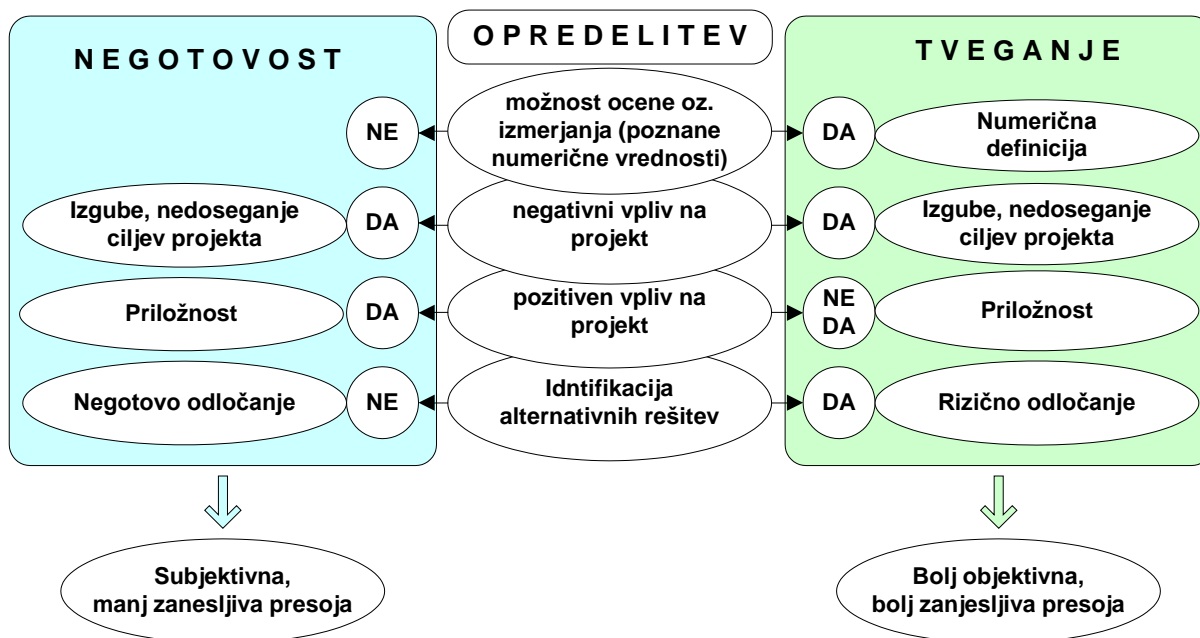 O P R E D E L I T E V
N E G O T O V O S T
T V E G A N J E
možnost ocene oz.
izmerjanja (poznane
numerične vrednosti)
NE
DA
Numerična
definicija
Izgube, nedoseganje
ciljev projekta
DA
negativni vpliv na
projekt
DA
Izgube, nedoseganje
ciljev projekta
Priložnost
DA
pozitiven vpliv na
projekt
NE
DA
Priložnost
Negotovo odločanje
NE
Idntifikacija
alternativnih rešitev
DA
Rizično odločanje
Subjektivna,
manj zanesljiva presoja
Bolj objektivna,
bolj zanjesljiva presoja